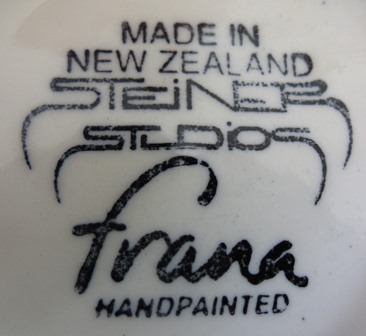 MADE IN
NEW ZEALAND
STEINER
STUDIOS
frana
HANDPAINTED